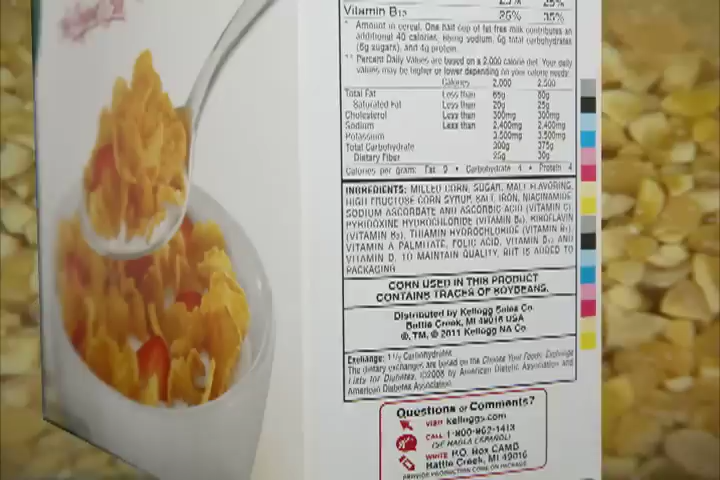 Vitamin B12 25% 35%
* Amount in cereal. One half cup of fat free milk contributes an
additional 40 calories, 65mg sodium, 6g total carbohydrates
(6g sugars), and 4g protein.
** Percent Daily Values are based on a 2,000 calorie diet. Your daily
values may be higher or lower depending on your calorie needs:
Calories 2,000 2,500
Total Fat Less than 65g 80g
Saturated Fat Less than 20g 25g
Cholesterol Less than 300mg 300mg
Sodium Less than 2,400mg 2,400mg
Potassium 3,500mg 3,500mg
Total Carbohydrate 300g 375g
Dietary Fiber 25g 30g
Calories per gram: Fat 9 • Carbohydrate 4 • Protein 4
INGREDIENTS: MILLED CORN, SUGAR, MALT FLAVORING,
HIGH FRUCTOSE CORN SYRUP, SALT, IRON, NIACINAMIDE,
SODIUM ASCORBATE AND ASCORBIC ACID (VITAMIN C),
PYRIDOXINE HYDROCHLORIDE (VITAMIN B6), RIBOFLAVIN
(VITAMIN B2), THIAMIN HYDROCHLORIDE (VITAMIN B1),
VITAMIN A PALMITATE, FOLIC ACID, VITAMIN B12 AND
VITAMIN D. TO MAINTAIN QUALITY, BHT IS ADDED TO
PACKAGING.
CORN USED IN THIS PRODUCT
CONTAINS TRACES OF SOYBEANS.
Distributed by Kellogg Sales Co.
Battle Creek, MI 49016 USA
®, TM, © 2011 Kellogg NA Co.
Exchange: 1 1/2 Carbohydrates
The dietary exchanges are based on the Choose Your Foods: Exchange
Lists for Diabetes, ©2008 by American Dietetic Association and
American Diabetes Association.
Questions or Comments?
VISIT kelloggs.com
CALL 1-800-962-1413
(SE HABLA ESPAÑOL)
WRITE P.O. Box CAMB
Battle Creek, MI 49016
PROVIDE PRODUCTION CODE ON PACKAGE